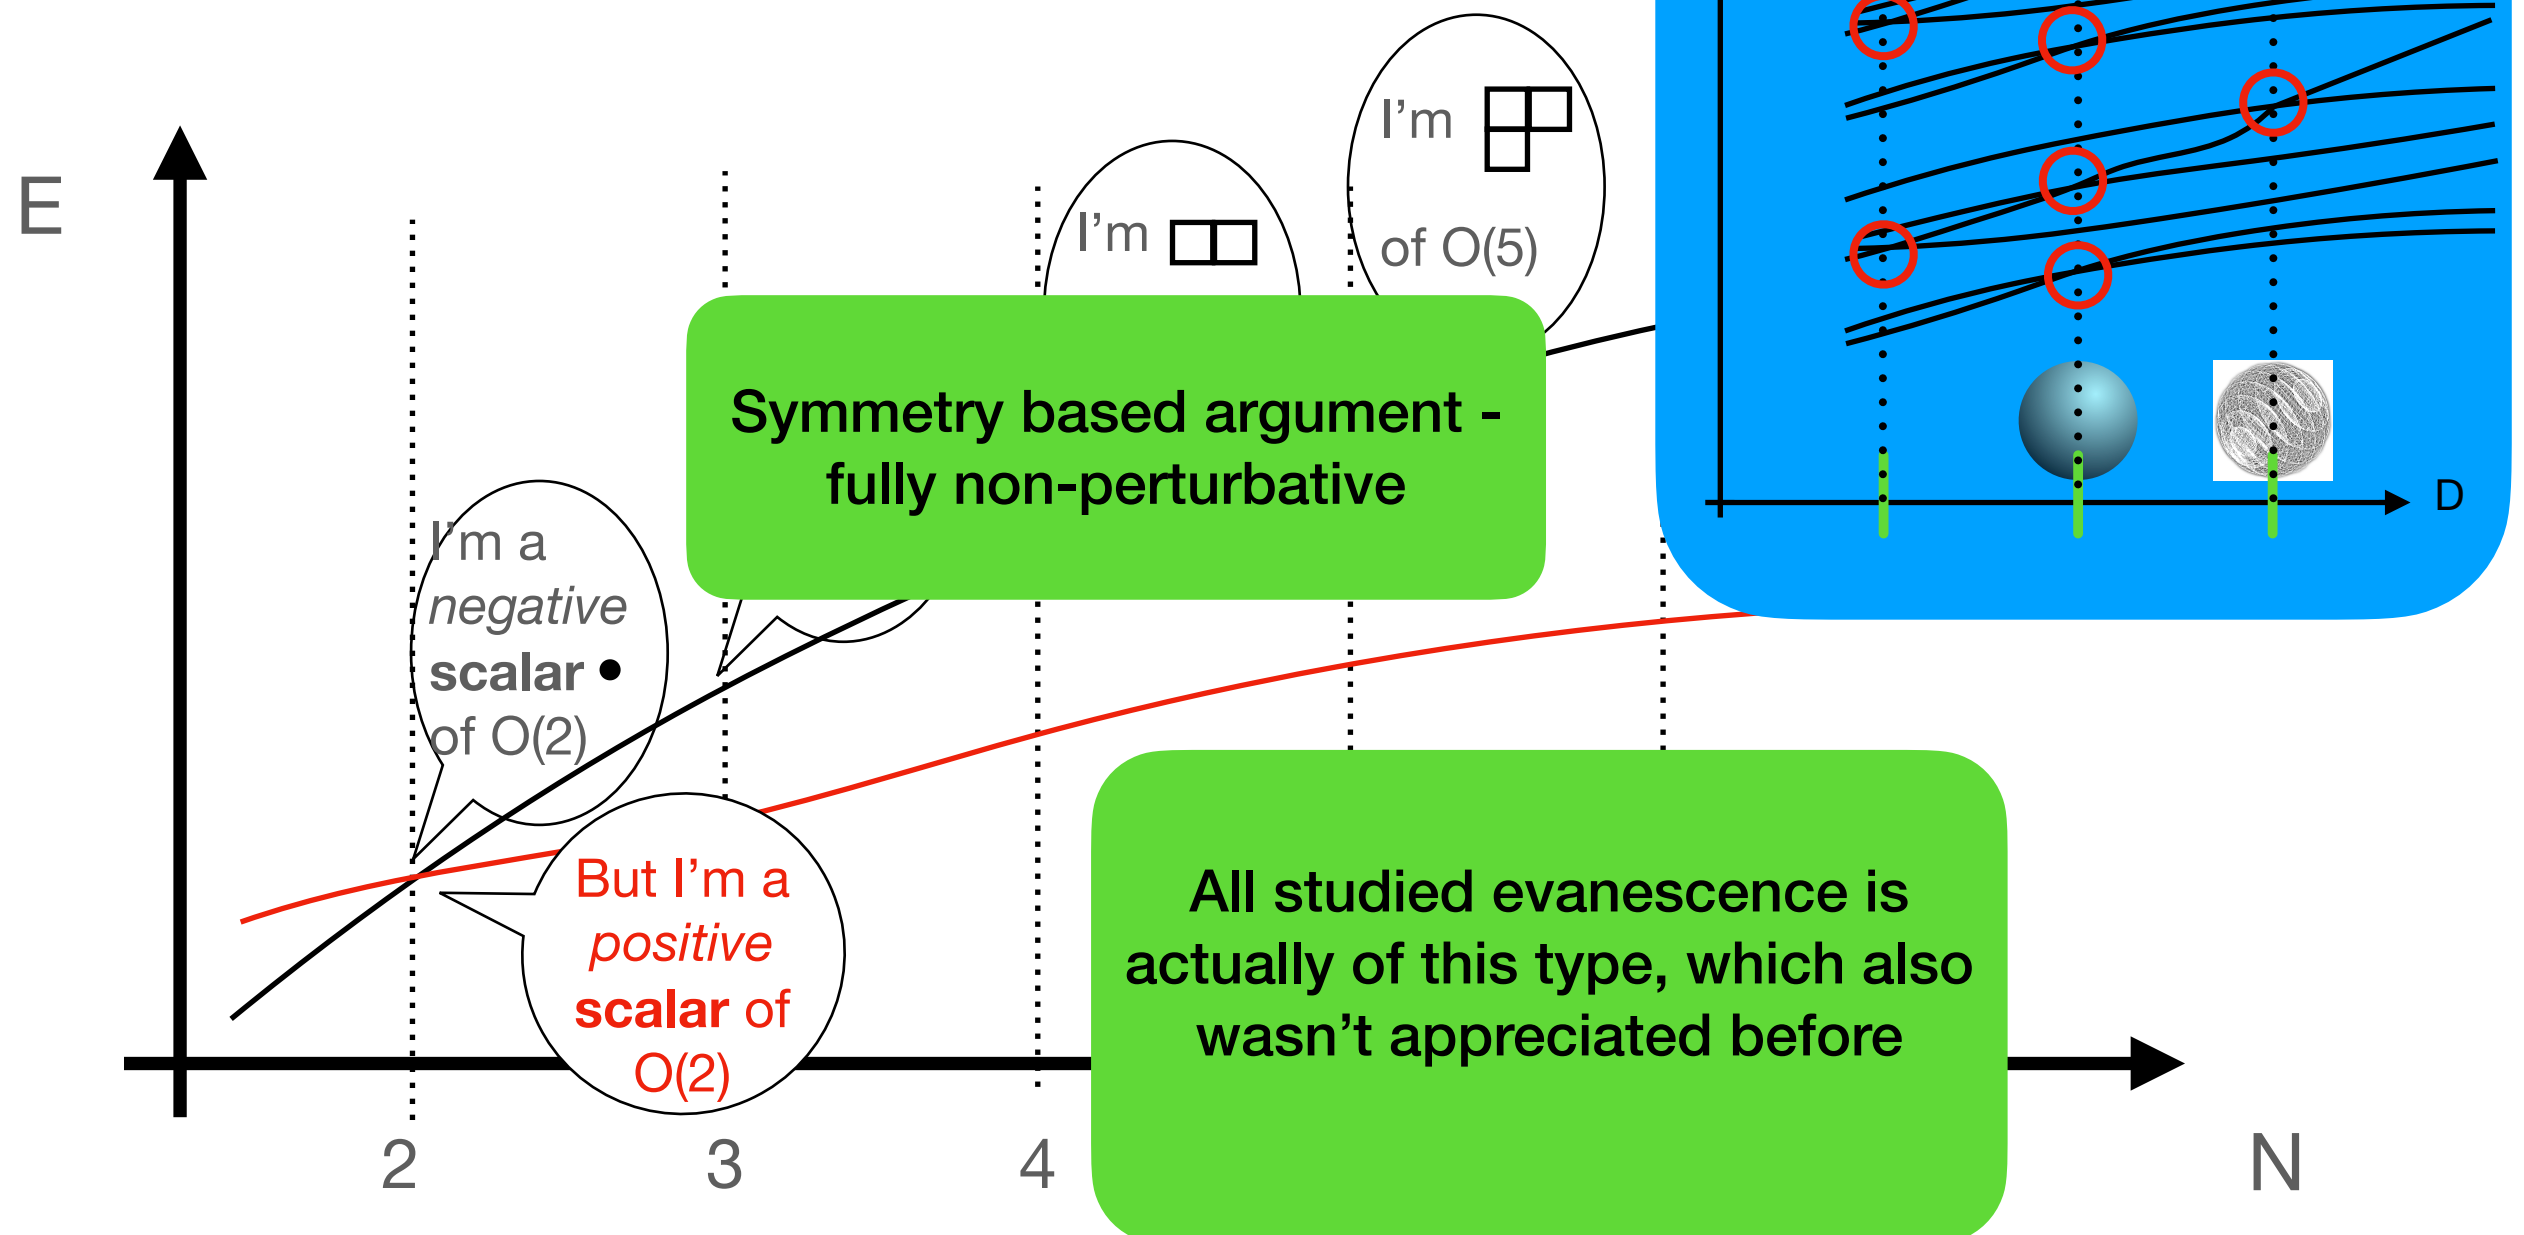 E
I'm
of O(5)
I'm
Symmetry based argument -
fully non-perturbative
D
I'm a
negative
scalar
of O(2)
But I'm a
positive
scalar of
O(2)
All studied evanescence is
actually of this type, which also
wasn't appreciated before
2
3
4
N